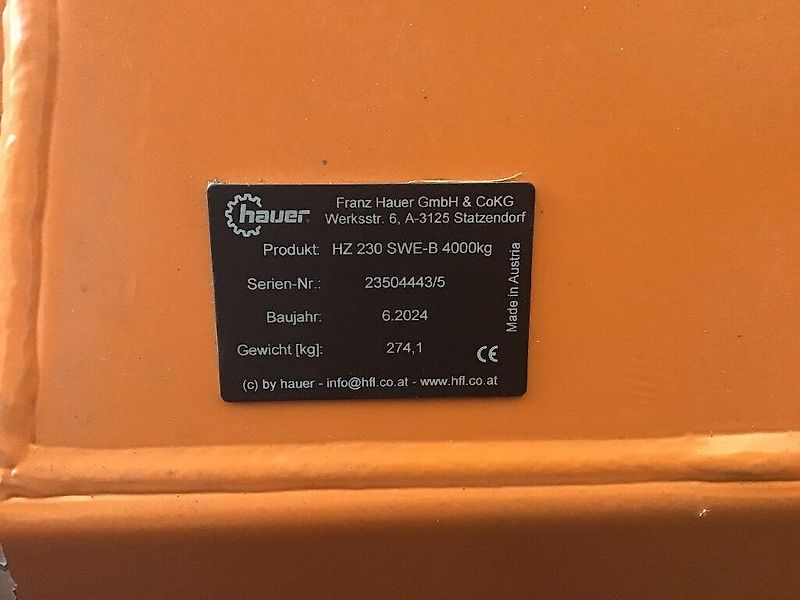 hauer
Franz Hauer GmbH & CoKG
Werksstr. 6, A-3125 Statzendorf
Produkt: HZ 230 SWE-B 4000kg
Serien-Nr.: 23504443/5
Baujahr: 6.2024
Gewicht [kg]: 274,1
Made in Austria
CE
(c) by hauer - info@hfl.co.at - www.hfl.co.at